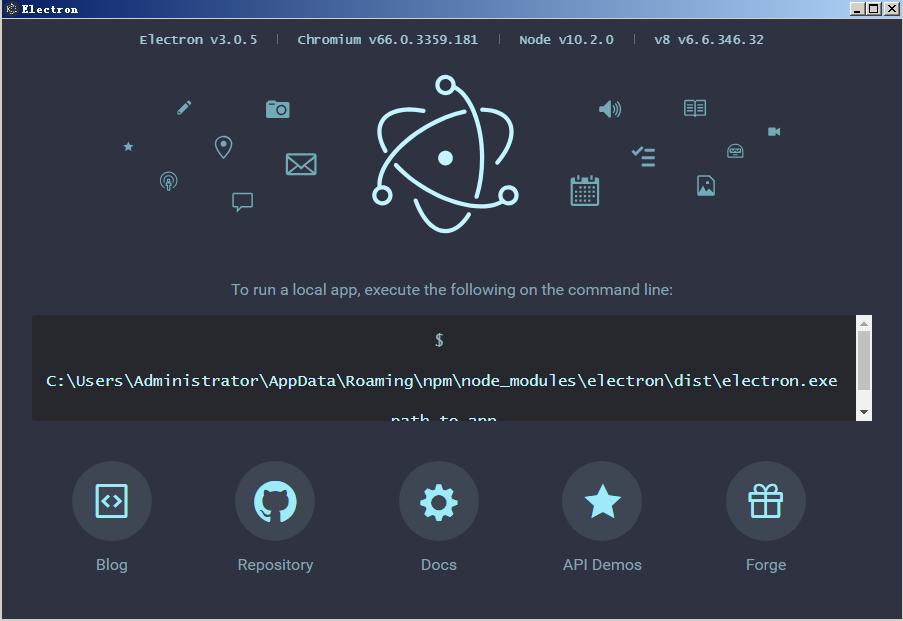 Electron
Electron v3.0.5 | Chromium v66.0.3359.181 | Node v10.2.0 | v8 v6.6.346.32
To run a local app, execute the following on the command line:
$
C:\Users\Administrator\AppData\Roaming\npm\node_modules\electron\dist\electron.exe
path-to-app
Blog Repository Docs API Demos Forge